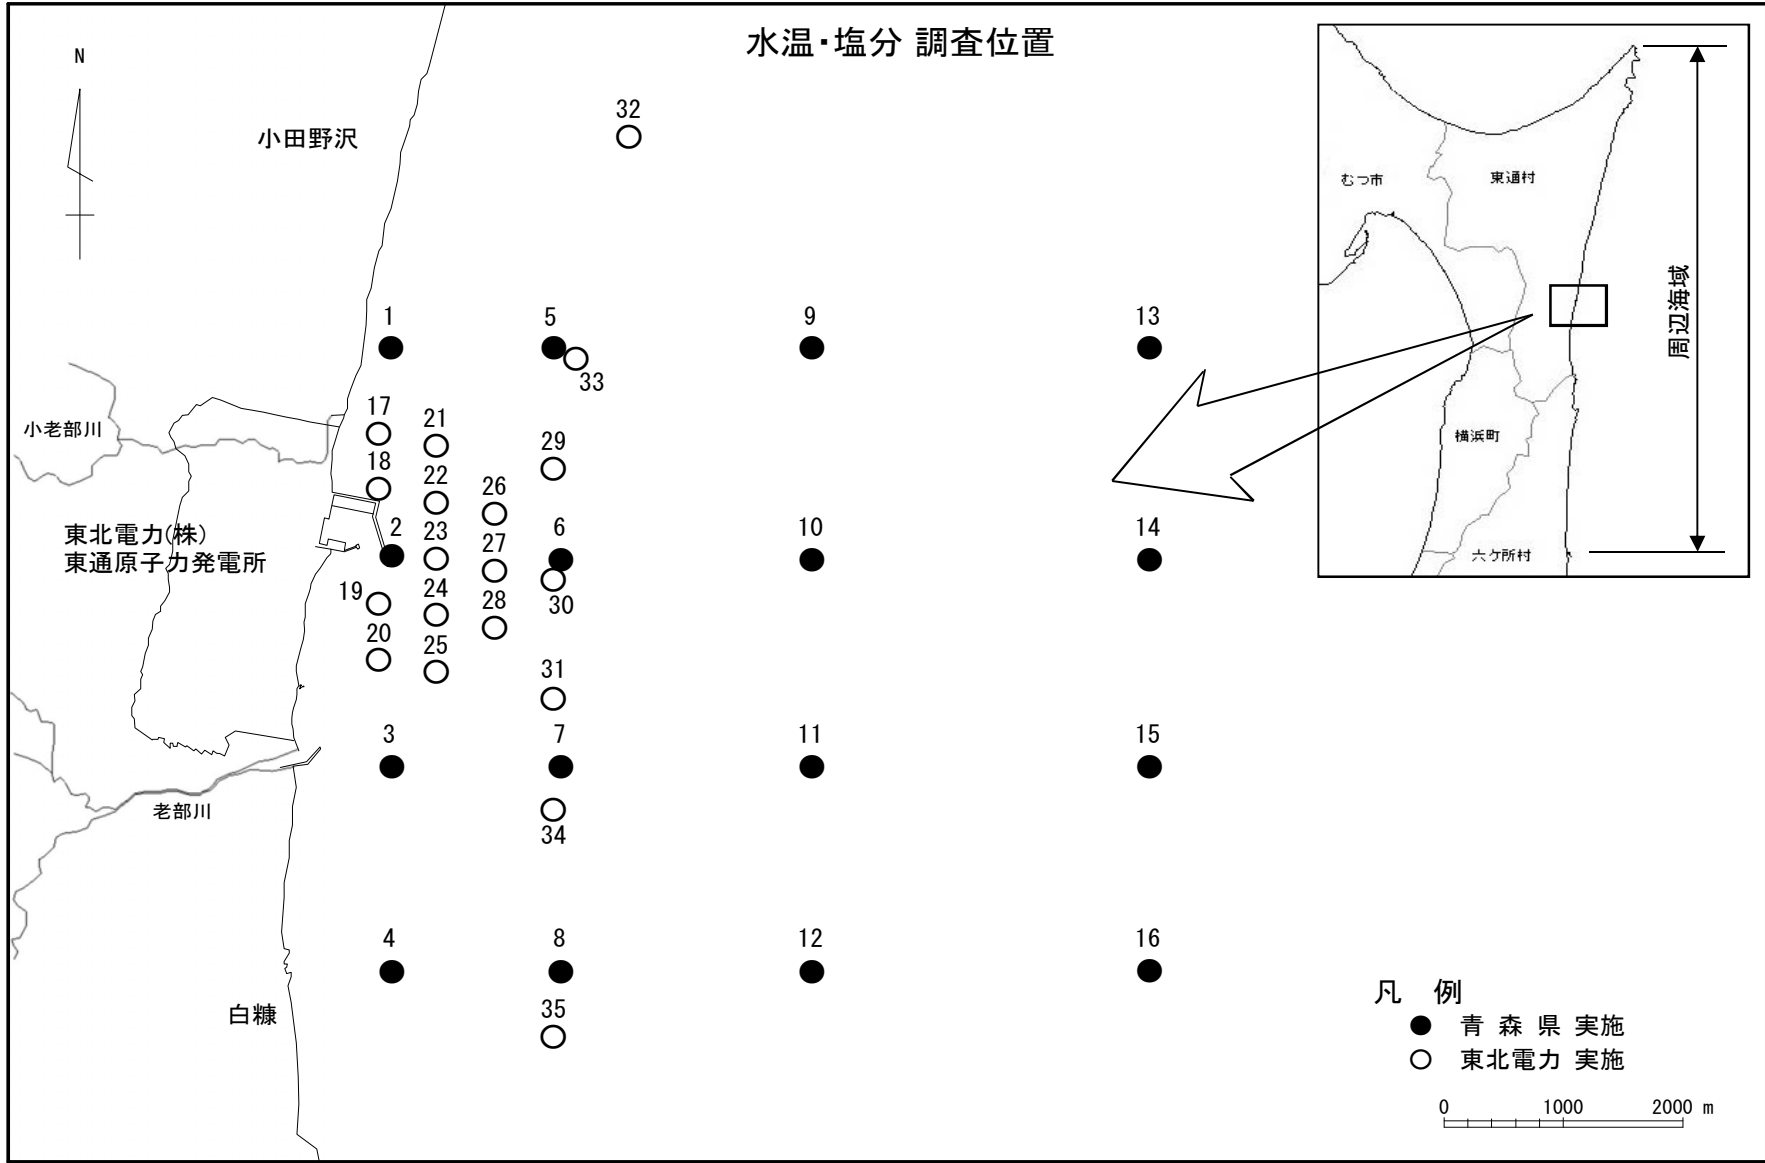 水温・塩分 調査位置
N
小田野沢
32
むつ市
東通村
周辺海域
横浜町
六ケ所村
1
5
9
13
33
17
21
小老部川
18
22
29
26
東北電力(株)
東通原子力発電所
2
23
6
10
14
27
19
24
28
30
20
25
31
3
7
11
15
老部川
34
4
8
12
16
白糠
35
凡 例
● 青 森 県 実施
○ 東北電力 実施
0 1000 2000 m